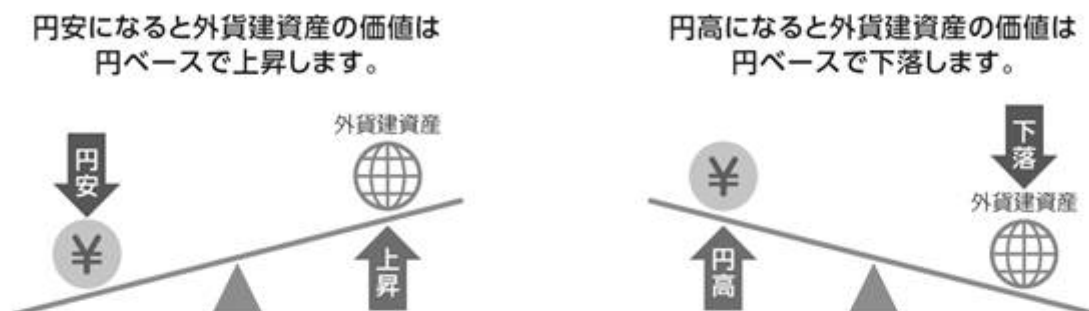 円安になると外貨建資産の価値は
円ベースで上昇します。
円安
¥
外貨建資産
上昇
円高になると外貨建資産の価値は
円ベースで下落します。
¥
円高
下落
外貨建資産